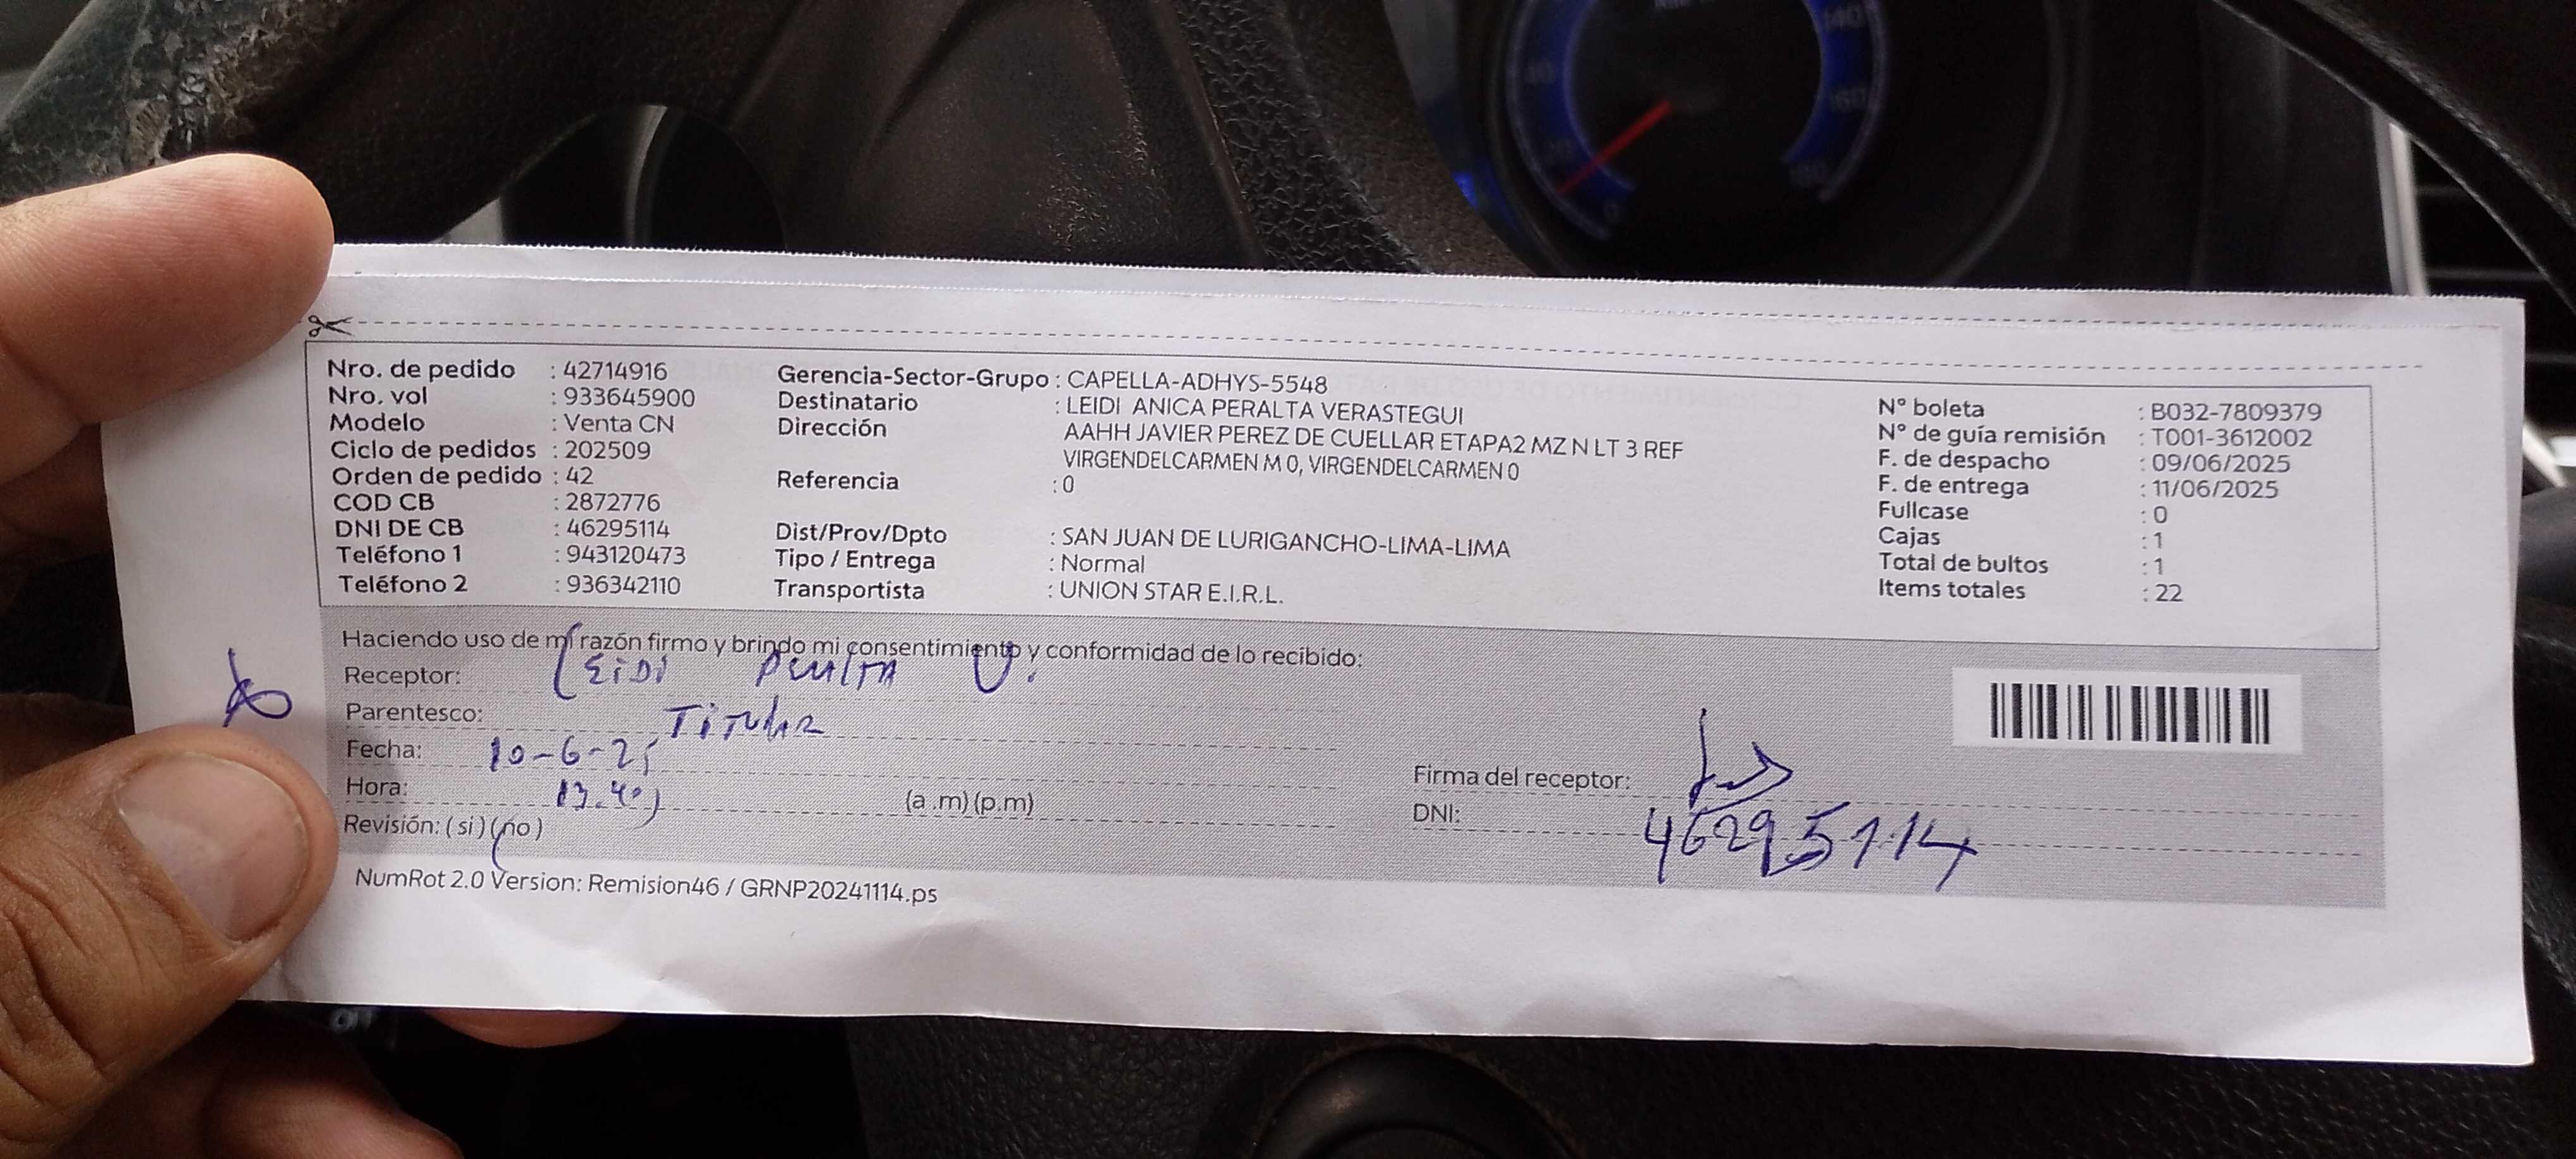 Nro. de pedido : 42714916
Nro. vol : 933645900
Modelo : Venta CN
Ciclo de pedidos : 202509
Orden de pedido : 42
COD CB : 2872776
DNI DE CB : 46295114
Teléfono 1 : 943120473
Teléfono 2 : 936342110
Gerencia-Sector-Grupo : CAPELLA-ADHYS-5548
Destinatario : LEIDI ANICA PERALTA VERASTEGUI
Dirección AAHH JAVIER PEREZ DE CUELLAR ETAPA2 MZ N LT 3 REF
VIRGENDELCARMEN M 0, VIRGENDELCARMEN 0
Referencia : 0
Dist/Prov/Dpto : SAN JUAN DE LURIGANCHO-LIMA-LIMA
Tipo / Entrega : Normal
Transportista : UNION STAR E.I.R.L.
N° boleta : B032-7809379
N° de guía remisión : T001-3612002
F. de despacho : 09/06/2025
F. de entrega : 11/06/2025
Fullcase : 0
Cajas : 1
Total de bultos : 1
Items totales : 22
Haciendo uso de mi razón firmo y brindo mi consentimiento y conformidad de lo recibido:
Receptor: LEIDI PERALTA V.
Parentesco: TiTular
Fecha: 10-6-25
Hora: (a .m) (p.m)
Revisión: ( si ) ( no )
Firma del receptor:
DNI: 46295114
NumRot 2.0 Version: Remision46 / GRNP20241114.ps